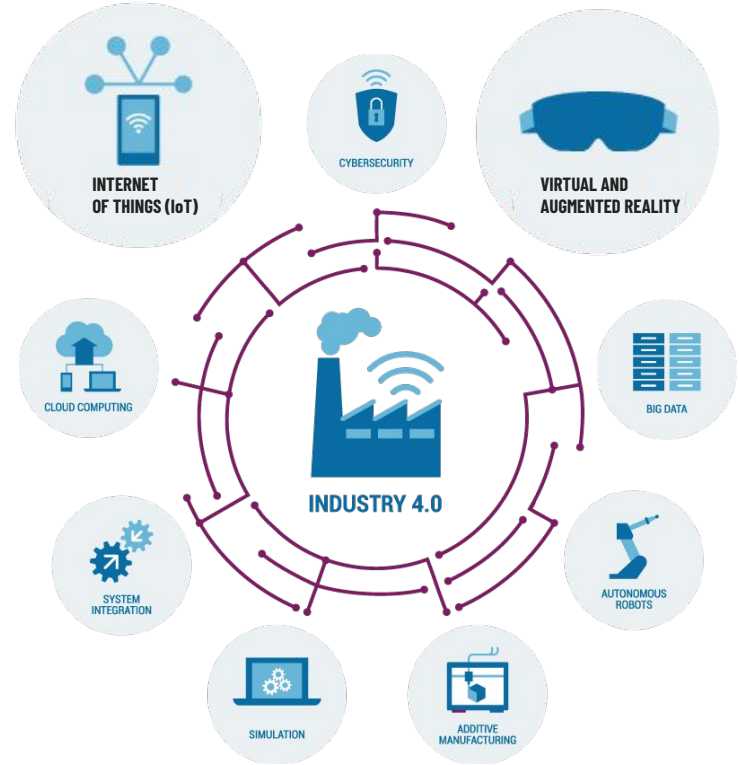 CYBERSECURITY
INTERNET
OF THINGS (IoT)
VIRTUAL AND
AUGMENTED REALITY
CLOUD COMPUTING
BIG DATA
INDUSTRY 4.0
SYSTEM
INTEGRATION
AUTONOMOUS
ROBOTS
SIMULATION
ADDITIVE
MANUFACTURING